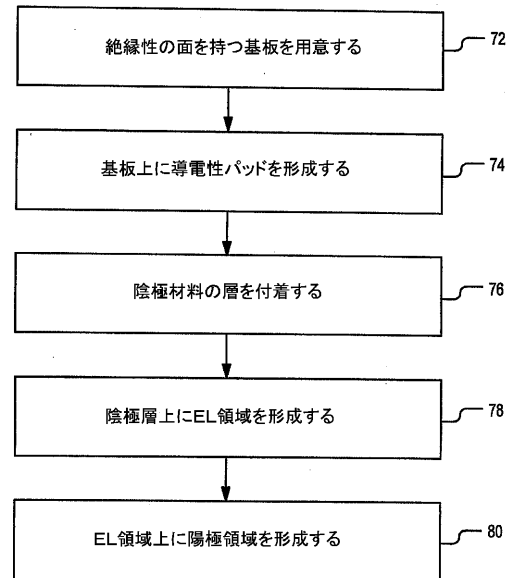 絶縁性の面を持つ基板を用意する
72
基板上に導電性パッドを形成する
74
陰極材料の層を付着する
76
陰極層上にEL領域を形成する
78
EL領域上に陽極領域を形成する
80